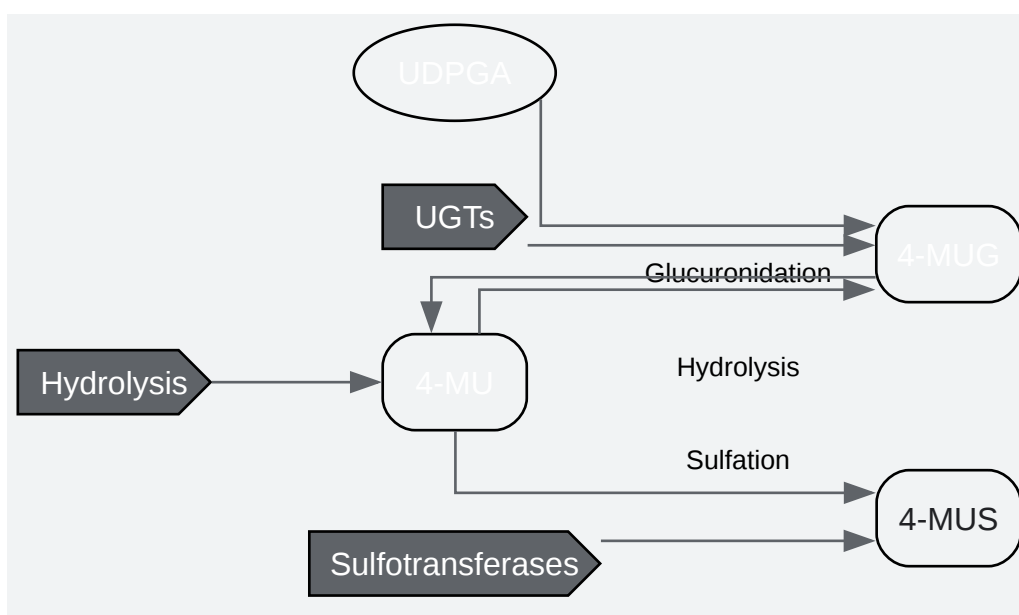 UDPGA
UGTs
4-MUG
Glucuronidation
Hydrolysis
Hydrolysis
4-MU
Sulfation
4-MUS
Sulfotransferases